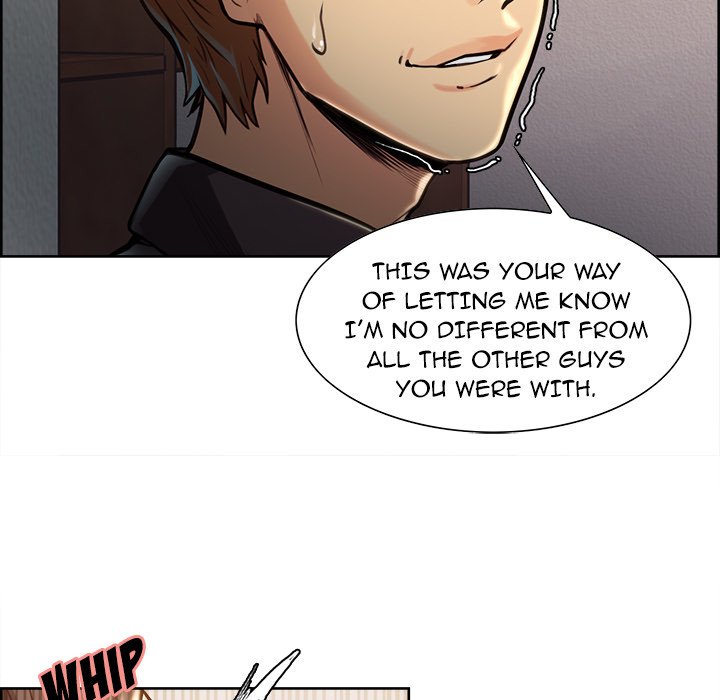 THIS WAS YOUR WAY
OF LETTING ME KNOW
I'M NO DIFFERENT FROM
ALL THE OTHER GUYS
YOU WERE WITH.
WHIP